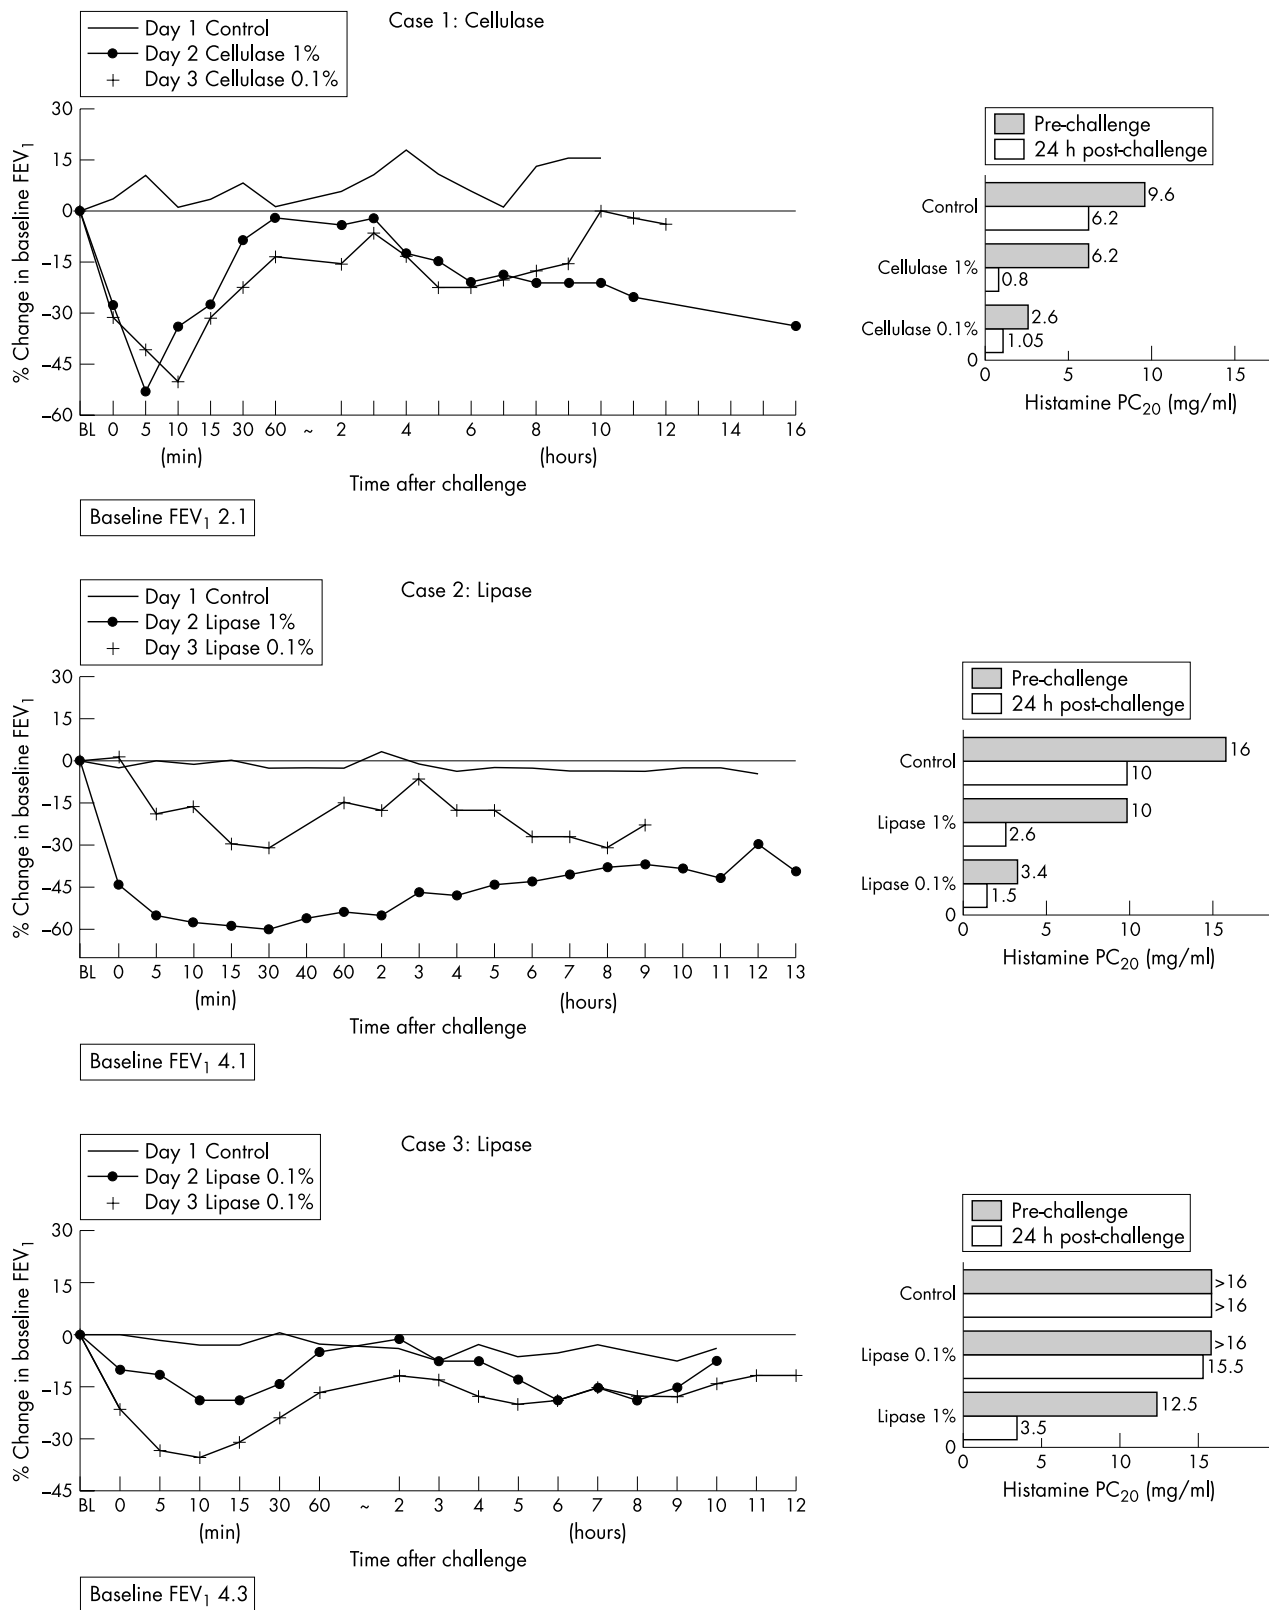 Case 1: Cellulase
Day 1 Control
Day 2 Cellulase 1%
Day 3 Cellulase 0.1%
% Change in baseline FEV₁
30
15
0
–15
–30
–45
–60
BL 0 5 10 15 30 60 ~ 2 4 6 8 10 12 14 16
(min) (hours)
Time after challenge
Baseline FEV₁ 2.1
Pre-challenge
24 h post-challenge
Control 9.6
6.2
Cellulase 1% 6.2
0.8
Cellulase 0.1% 2.6
1.05
0
0 5 10 15
Histamine PC₂₀ (mg/ml)
Case 2: Lipase
Day 1 Control
Day 2 Lipase 1%
Day 3 Lipase 0.1%
% Change in baseline FEV₁
30
15
0
–15
–30
–45
–60
BL 0 5 10 15 30 40 60 2 3 4 5 6 7 8 9 10 11 12 13
(min) (hours)
Time after challenge
Baseline FEV₁ 4.1
Pre-challenge
24 h post-challenge
Control 16
10
Lipase 1% 10
2.6
Lipase 0.1% 3.4
1.5
0
0 5 10 15
Histamine PC₂₀ (mg/ml)
Case 3: Lipase
Day 1 Control
Day 2 Lipase 0.1%
Day 3 Lipase 0.1%
% Change in baseline FEV₁
30
15
0
–15
–30
–45
BL 0 5 10 15 30 60 ~ 2 3 4 5 6 7 8 9 10 11 12
(min) (hours)
Time after challenge
Baseline FEV₁ 4.3
Pre-challenge
24 h post-challenge
Control >16
>16
Lipase 0.1% >16
15.5
Lipase 1% 12.5
3.5
0
0 5 10 15
Histamine PC₂₀ (mg/ml)